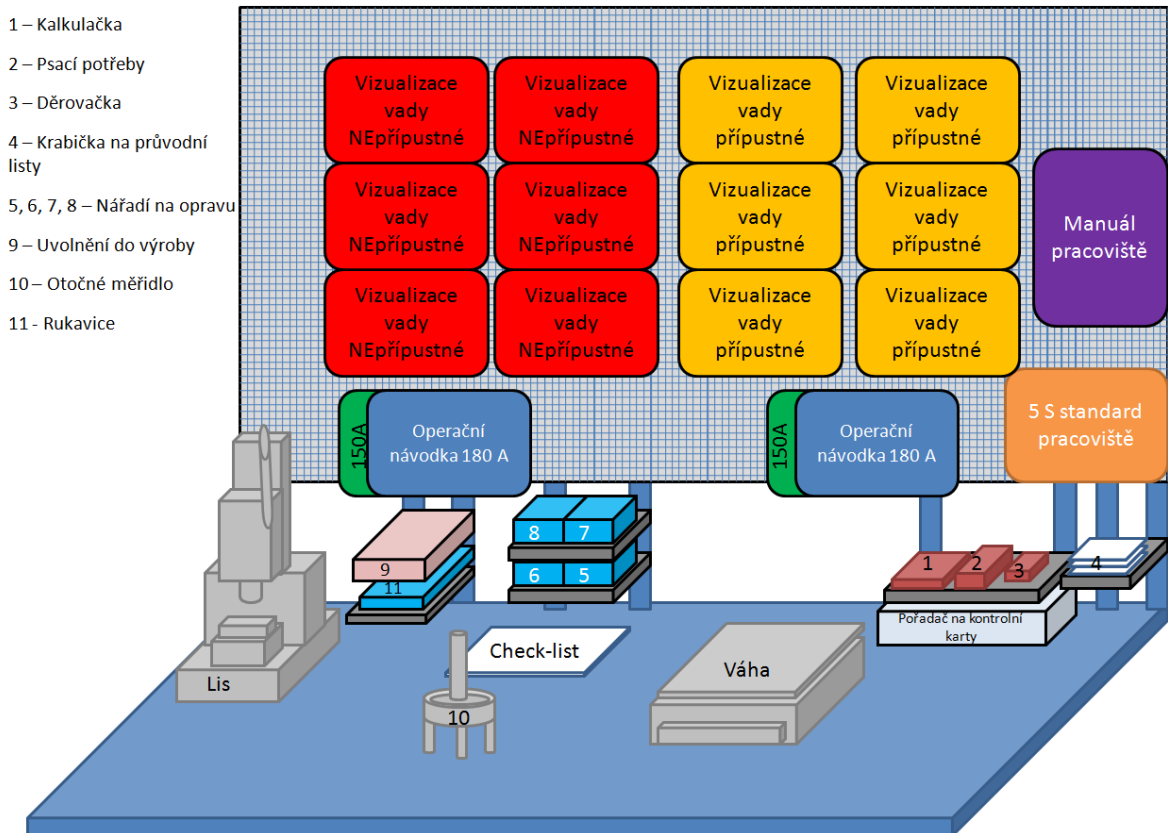 1 – Kalkulačka
2 – Psací potřeby
3 – Děrovačka
4 – Krabička na průvodní
listy
5, 6, 7, 8 – Nářadí na opravu
9 – Uvolnění do výroby
10 – Otočné měřidlo
11 - Rukavice
Vizualizace
vady
NEpřípustné
Vizualizace
vady
NEpřípustné
Vizualizace
vady
přípustné
Vizualizace
vady
přípustné
Vizualizace
vady
NEpřípustné
Vizualizace
vady
NEpřípustné
Vizualizace
vady
přípustné
Vizualizace
vady
přípustné
Manuál
pracoviště
Vizualizace
vady
NEpřípustné
Vizualizace
vady
NEpřípustné
Vizualizace
vady
přípustné
Vizualizace
vady
přípustné
150A
Operační
návodka 180 A
150A
Operační
návodka 180 A
5 S standard
pracoviště
8
7
6
5
9
11
1
2
3
4
Pořadač na kontrolní
karty
Lis
Check-list
Váha
10